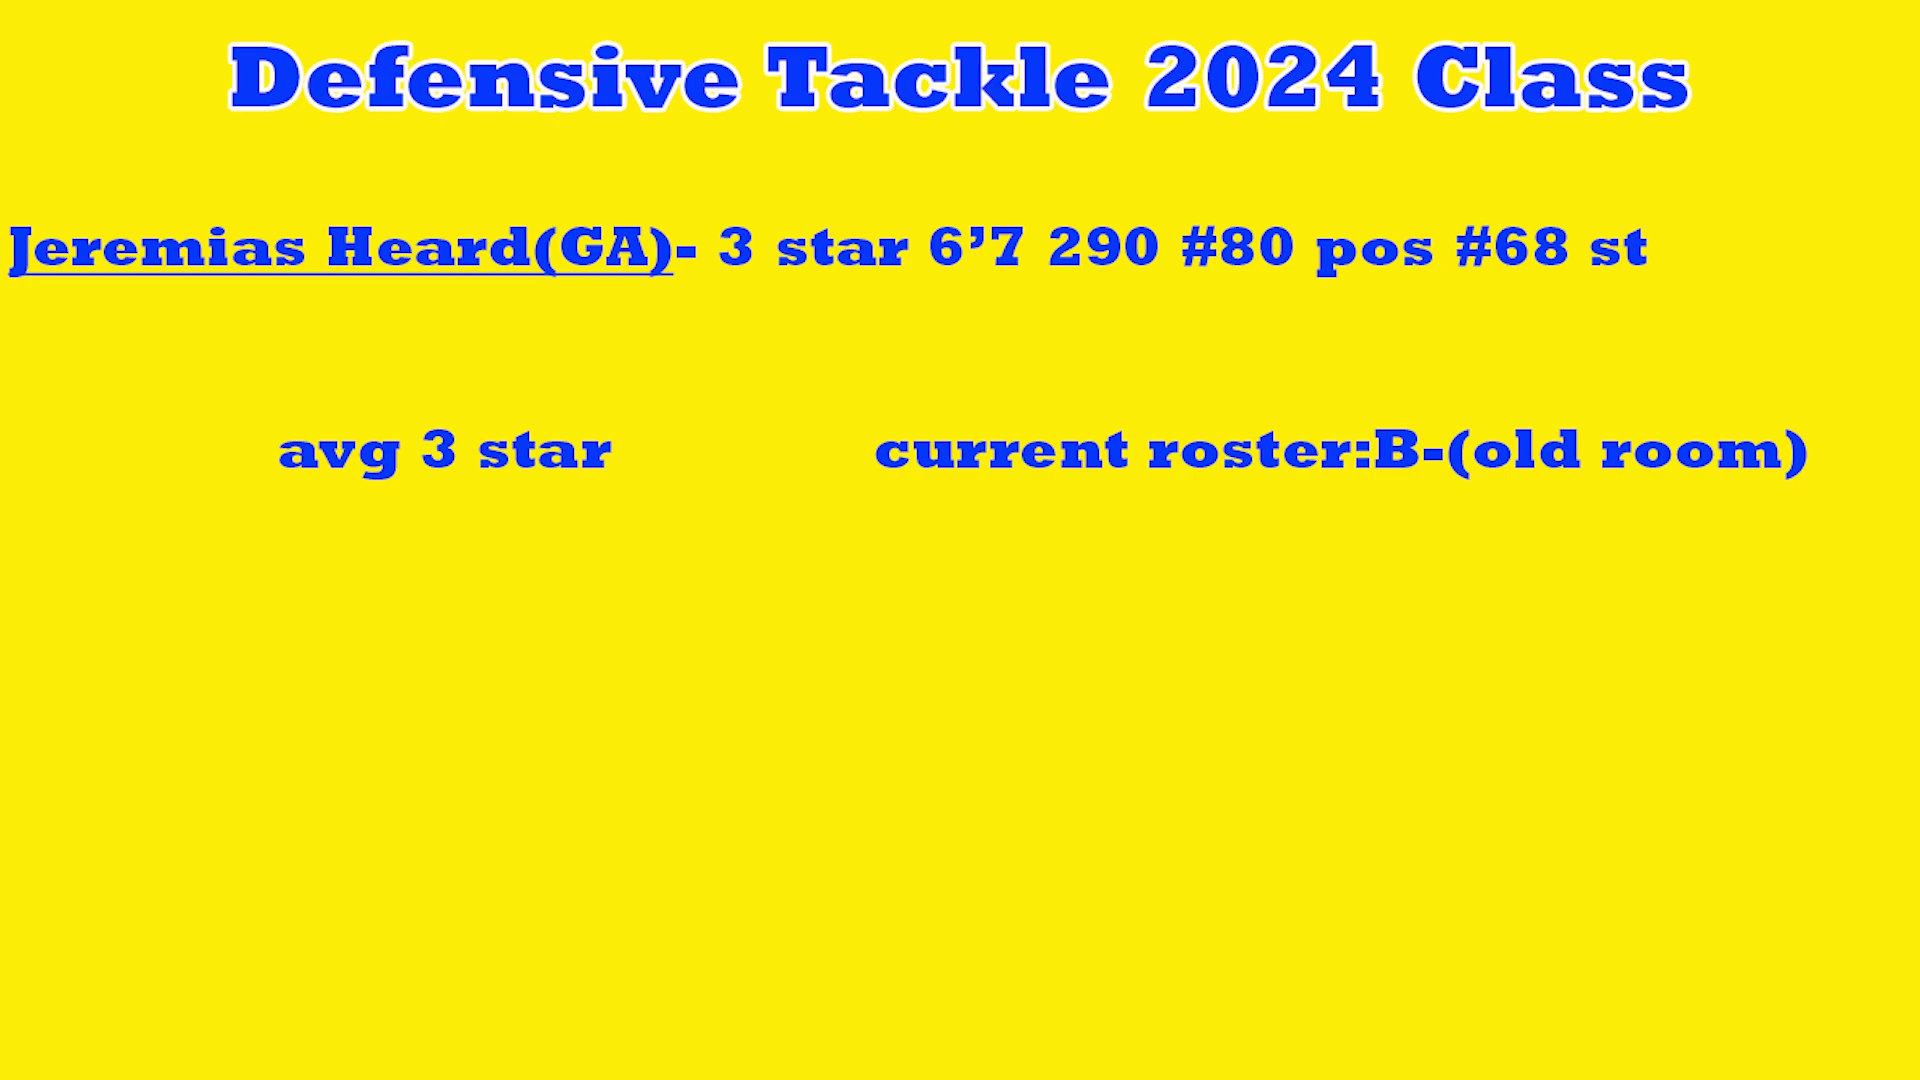 Defensive Tackle 2024 Class
Jeremias Heard(GA)- 3 star 6’7 290 #80 pos #68 st
avg 3 star current roster:B-(old room)